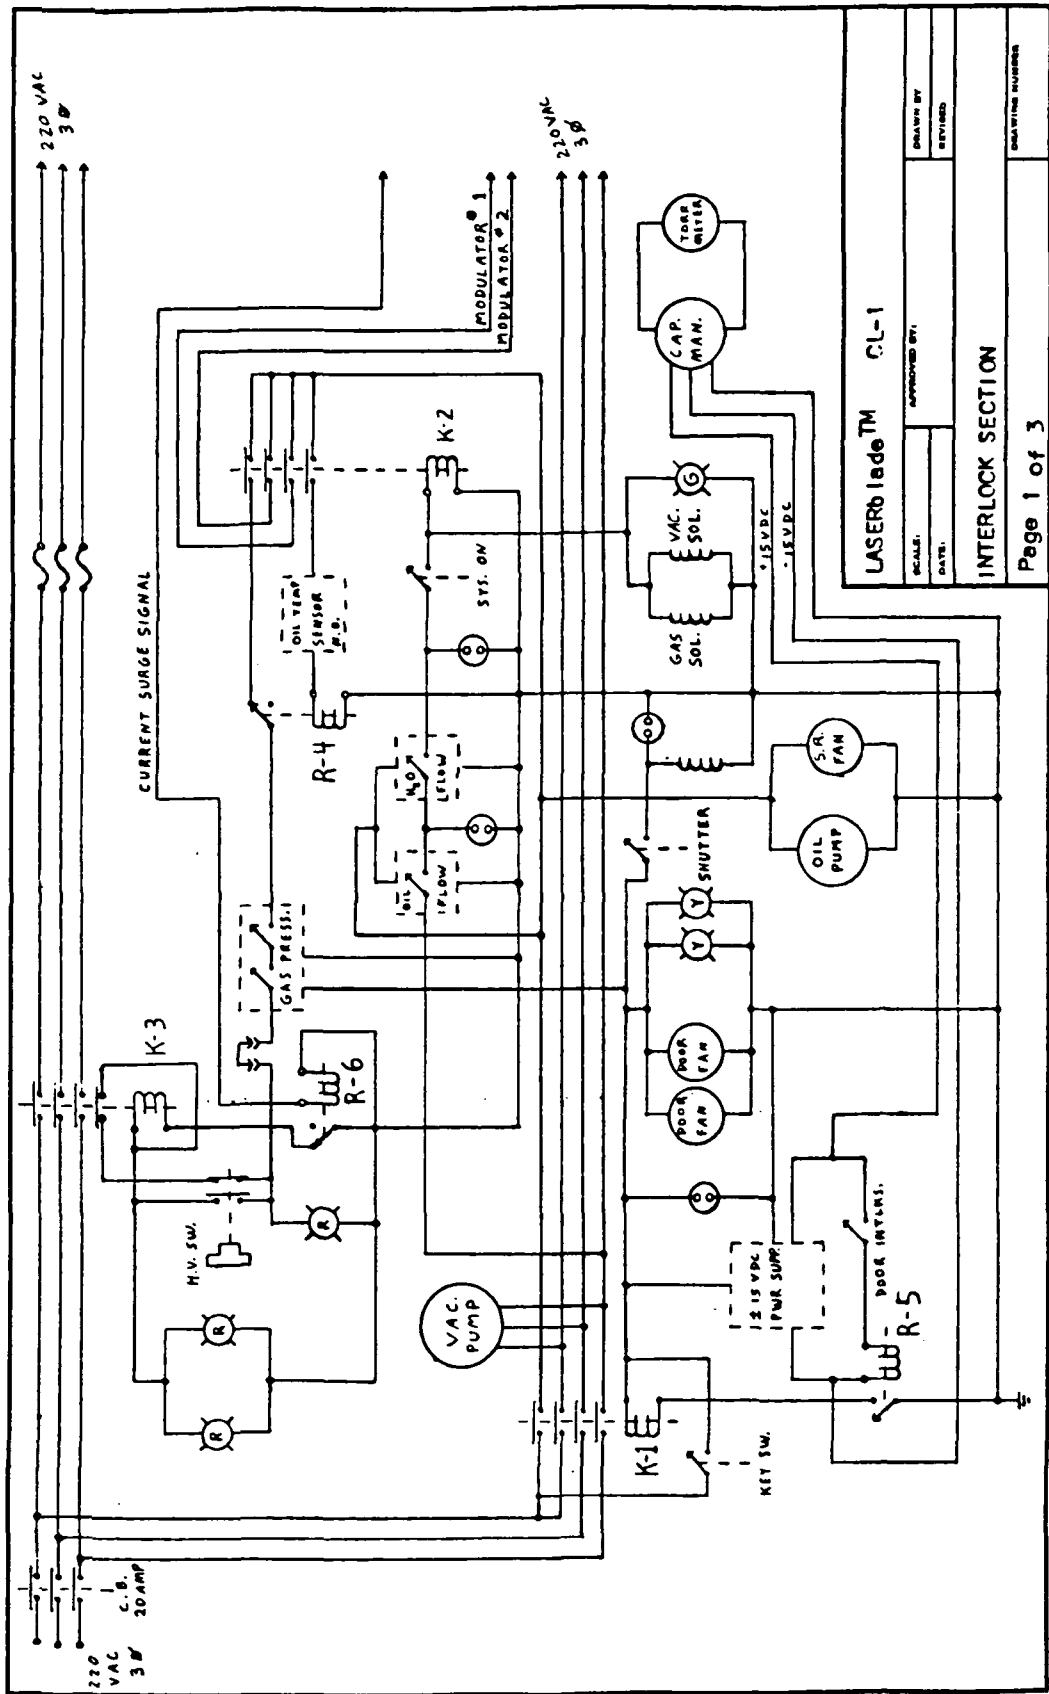 220
VAC
3Ø
C.B.
20 AMP
220 VAC
3Ø
K-3
H.V. SW.
R
R
R
R-6
CURRENT SURGE SIGNAL
GAS PRESS.
R-4
OIL TEMP
SENSOR
N.O.
MODULATOR #1
MODULATOR #2
K-2
SYS. ON
OIL
FLOW
H2O
FLOW
VAC.
PUMP
220VAC
3Ø
K-1
KEY SW.
± 15 VDC
PWR SUPP.
DOOR INTLKS.
R-5
DOOR
FAN
DOOR
FAN
Y
Y
SHUTTER
OIL
PUMP
S.R.
FAN
GAS
SOL.
VAC.
SOL.
G
+15VDC
-15VDC
CAP.
MAN.
TORR
METER
LASERblade™ CL-1
SCALE:
APPROVED BY:
DRAWN BY
DATE:
REVISED
INTERLOCK SECTION
Page 1 of 3
DRAWING NUMBER